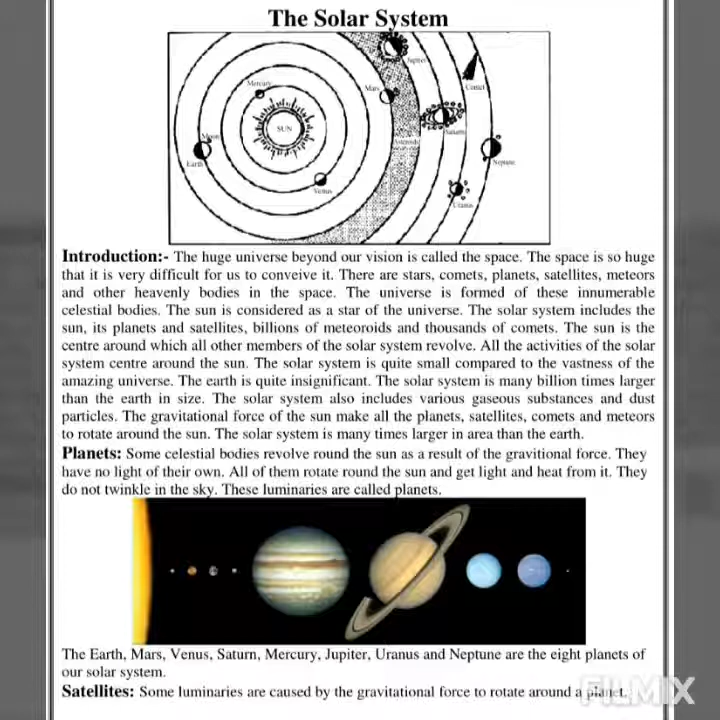 The Solar System
Jupiter
Comet
Mercury
Mars
SUN
Saturn
Moon
Asteroids
Earth
Neptune
Venus
Uranus
Introduction:- The huge universe beyond our vision is called the space. The space is so huge
that it is very difficult for us to conveive it. There are stars, comets, planets, satellites, meteors
and other heavenly bodies in the space. The universe is formed of these innumerable
celestial bodies. The sun is considered as a star of the universe. The solar system includes the
sun, its planets and satellites, billions of meteoroids and thousands of comets. The sun is the
centre around which all other members of the solar system revolve. All the activities of the solar
system centre around the sun. The solar system is quite small compared to the vastness of the
amazing universe. The earth is quite insignificant. The solar system is many billion times larger
than the earth in size. The solar system also includes various gaseous substances and dust
particles. The gravitational force of the sun make all the planets, satellites, comets and meteors
to rotate around the sun. The solar system is many times larger in area than the earth.
Planets: Some celestial bodies revolve round the sun as a result of the gravitional force. They
have no light of their own. All of them rotate round the sun and get light and heat from it. They
do not twinkle in the sky. These luminaries are called planets.
The Earth, Mars, Venus, Saturn, Mercury, Jupiter, Uranus and Neptune are the eight planets of
our solar system.
Satellites: Some luminaries are caused by the gravitational force to rotate around a planet.
FILMIX